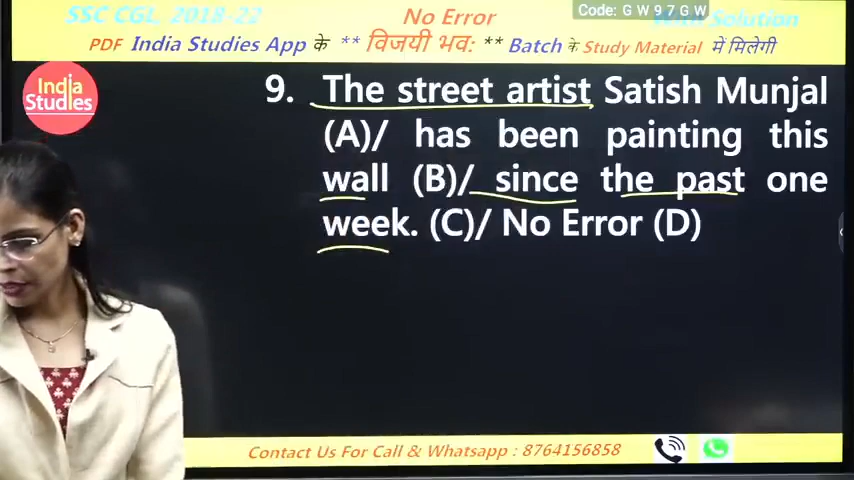 SSC CGL, 2018-22
No Error
Code: G W 9 7 G W
Solution
PDF India Studies App के ** विजयी भव: ** Batch के Study Material में मिलेगी
India
Studies
9. The street artist Satish Munjal
(A)/ has been painting this
wall (B)/ since the past one
week. (C)/ No Error (D)
Contact Us For Call & Whatsapp : 8764156858